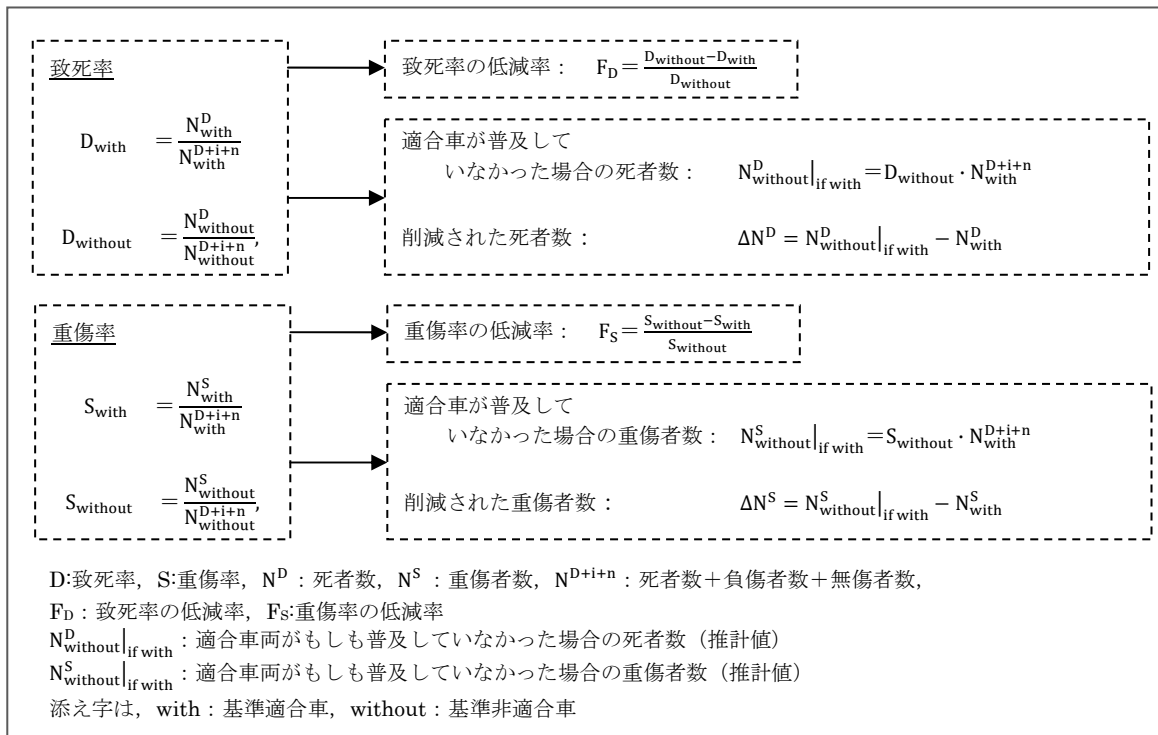 致死率
D_with = N^D_with / N^{D+i+n}_with
D_without = N^D_without / N^{D+i+n}_without,
致死率の低減率： F_D＝(D_without−D_with) / D_without
適合車が普及して
いなかった場合の死者数： N^D_without|_if with＝D_without・N^{D+i+n}_with
削減された死者数： ΔN^D = N^D_without|_if with − N^D_with
重傷率
S_with = N^S_with / N^{D+i+n}_with
S_without = N^S_without / N^{D+i+n}_without,
重傷率の低減率： F_S＝(S_without−S_with) / S_without
適合車が普及して
いなかった場合の重傷者数： N^S_without|_if with＝S_without・N^{D+i+n}_with
削減された重傷者数： ΔN^S = N^S_without|_if with − N^S_with
D:致死率，S:重傷率，N^D：死者数，N^S：重傷者数，N^{D+i+n}：死者数＋負傷者数＋無傷者数，
F_D：致死率の低減率，F_S:重傷率の低減率
N^D_without|_if with：適合車両がもしも普及していなかった場合の死者数（推計値）
N^S_without|_if with：適合車両がもしも普及していなかった場合の重傷者数（推計値）
添え字は，with：基準適合車，without：基準非適合車